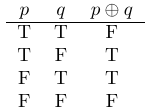 p q p ⊕ q
T T F
T F T
F T T
F F F